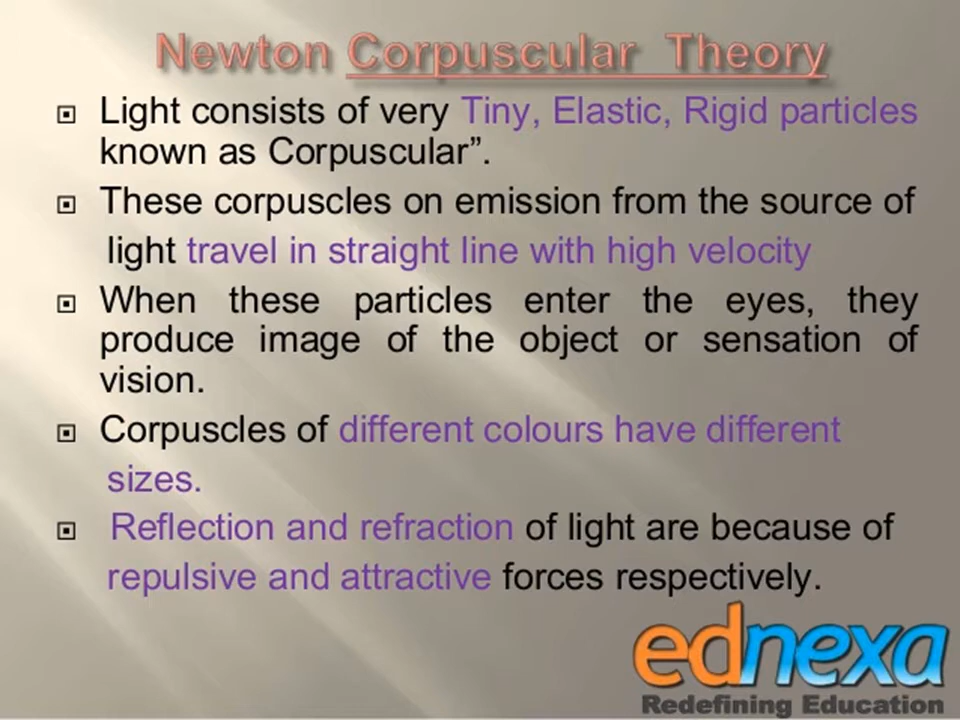 Newton Corpuscular Theory
Light consists of very Tiny, Elastic, Rigid particles
known as Corpuscular”.
These corpuscles on emission from the source of
light travel in straight line with high velocity
When these particles enter the eyes, they
produce image of the object or sensation of
vision.
Corpuscles of different colours have different
sizes.
Reflection and refraction of light are because of
repulsive and attractive forces respectively.
ednexa
Redefining Education